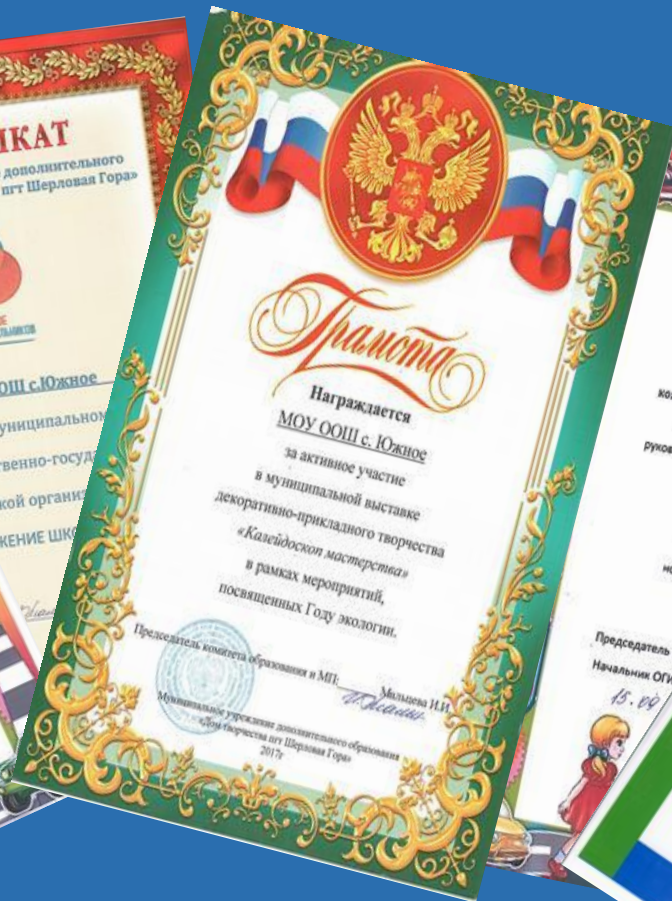 ИКАТ
дополнительного
пгт Шерловая Гора»
ОШ с.Южное
униципальном
твенно-госуда
кой организ
ЖЕНИЕ ШКО
Грамота
Награждается
МОУ ООШ с. Южное
за активное участие
в муниципальной выставке
декоративно-прикладного творчества
«Калейдоскоп мастерства»
в рамках мероприятий,
посвященных Году экологии.
Председатель комитета образования и МП: Мальцева И.И.
Муниципальное учреждение дополнительного образования
«Дом творчества пгт Шерловая Гора»
2017г
руков
Председатель
Начальник ОГИ
15.09